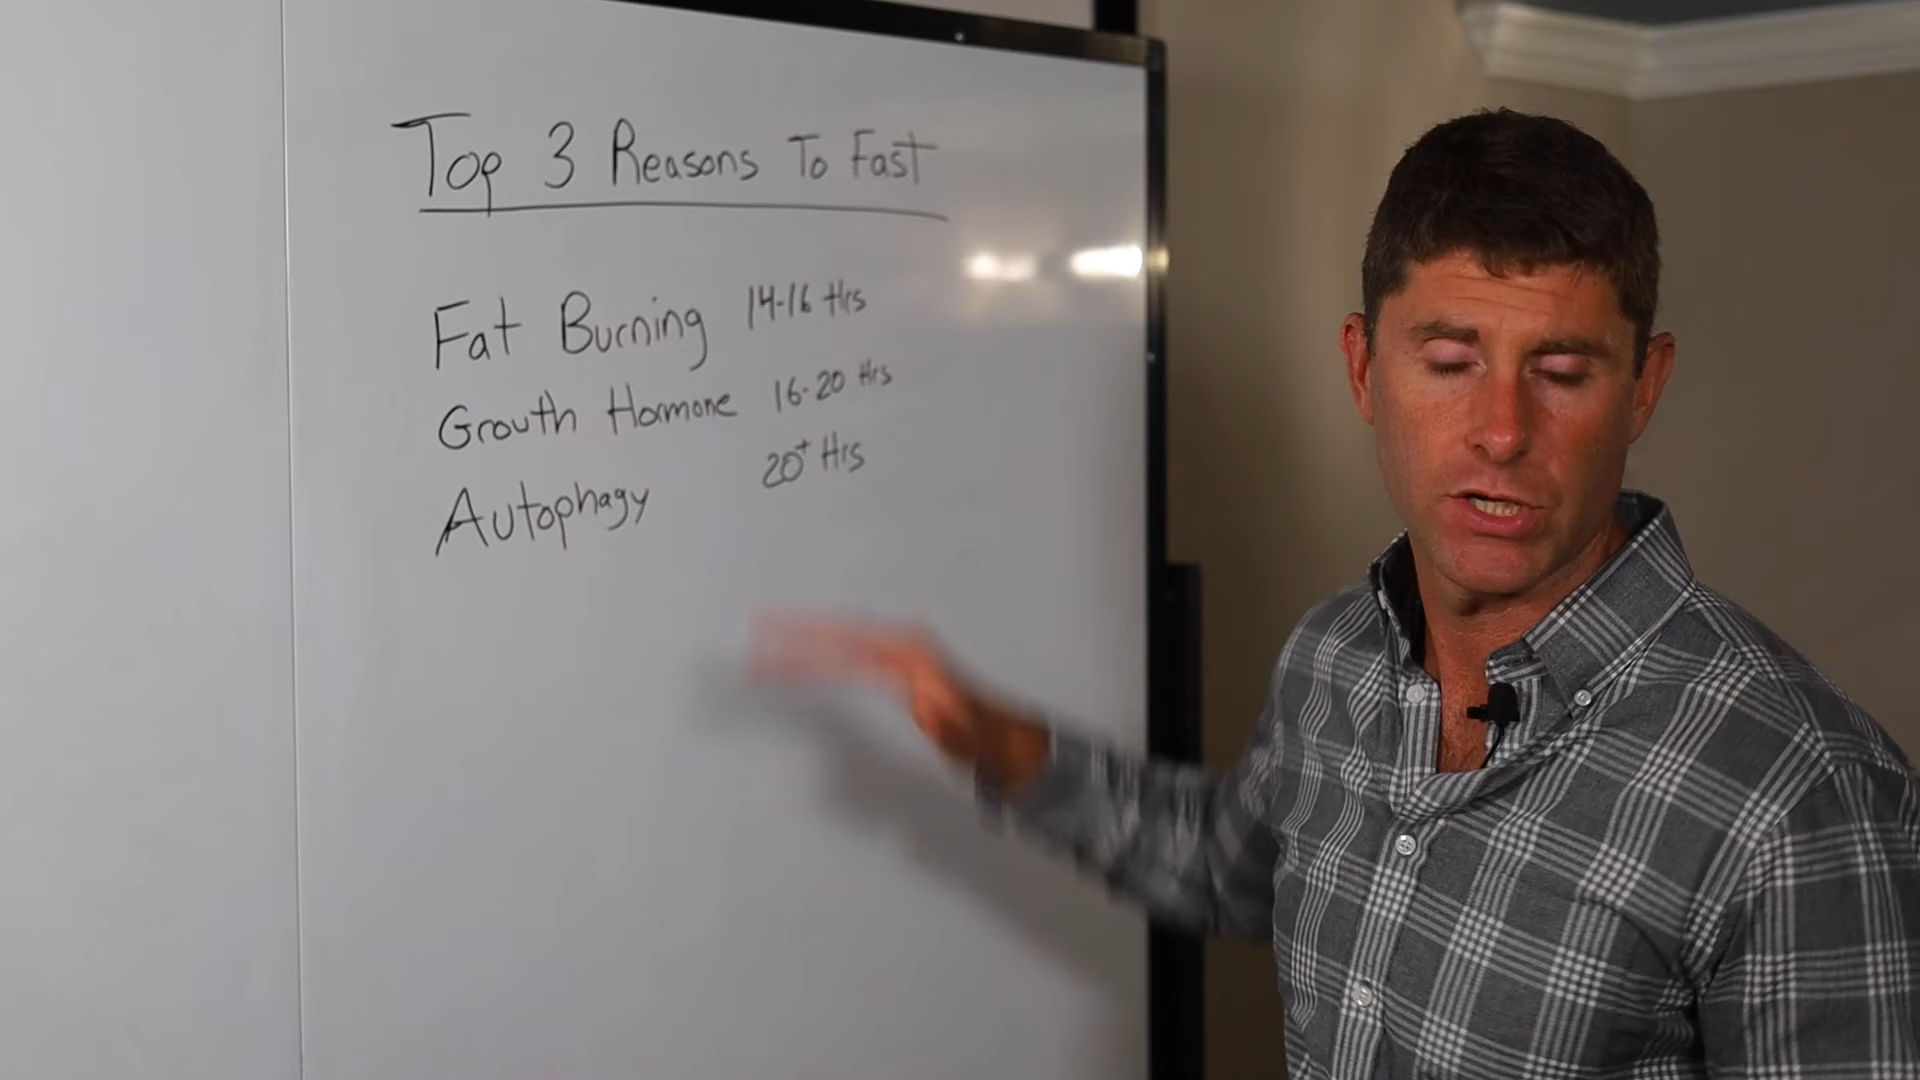 Top 3 Reasons To Fast
Fat Burning 14-16 Hrs
Growth Hormone 16-20 Hrs
Autophagy 20+ Hrs